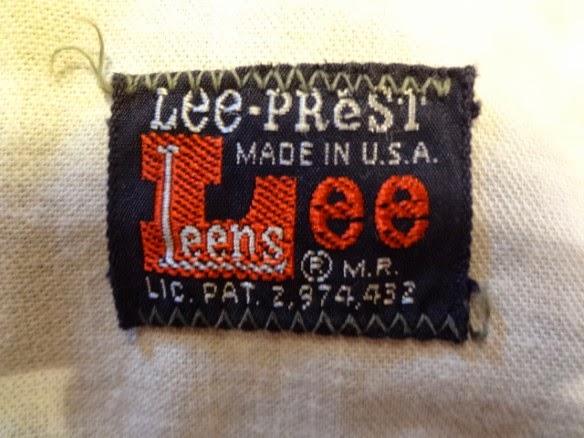 Lee-PReST
MADE IN U.S.A.
Lee
Leens
® M.R.
LIC. PAT. 2,974,432